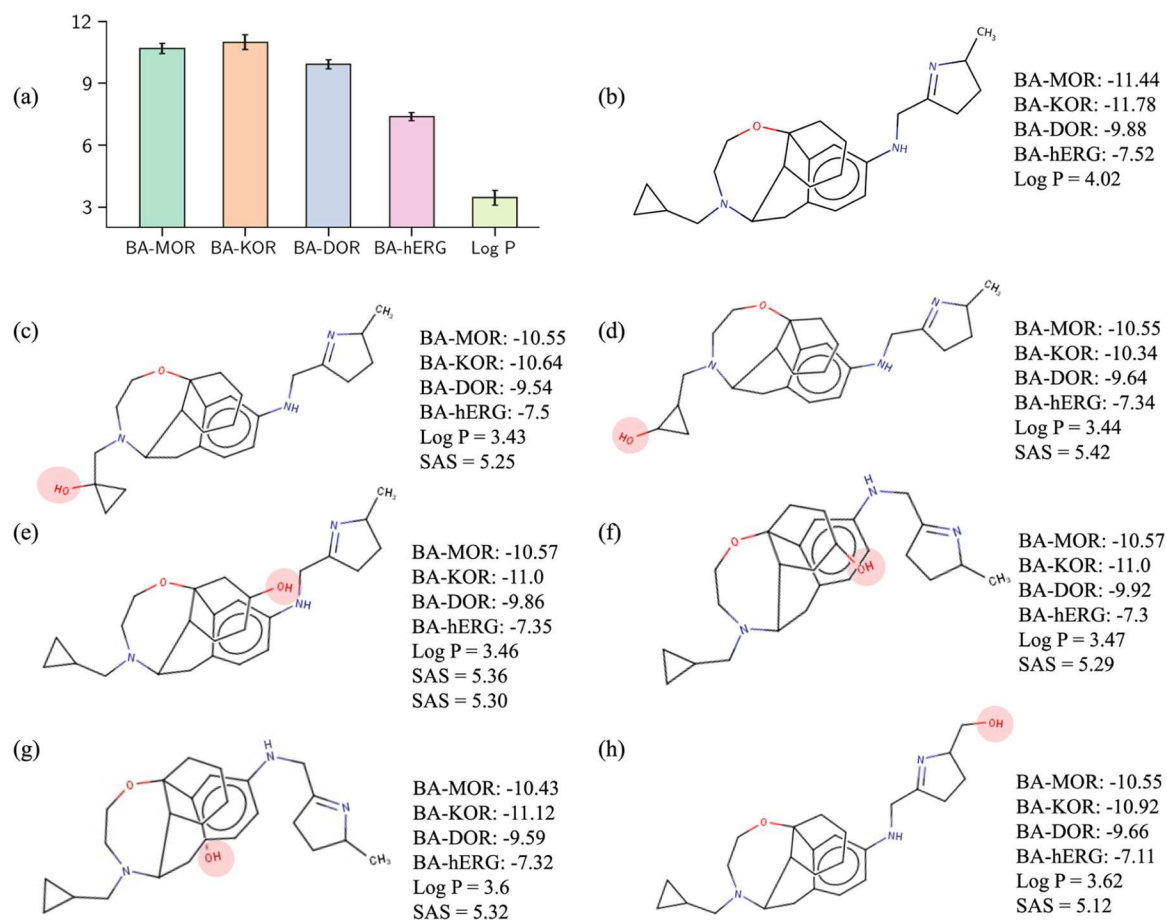 (a)
12
9
6
3
BA-MOR
BA-KOR
BA-DOR
BA-hERG
Log P
(b)
O
N
NH
N
CH3
BA-MOR: -11.44
BA-KOR: -11.78
BA-DOR: -9.88
BA-hERG: -7.52
Log P = 4.02
(c)
HO
N
O
NH
N
CH3
BA-MOR: -10.55
BA-KOR: -10.64
BA-DOR: -9.54
BA-hERG: -7.5
Log P = 3.43
SAS = 5.25
(d)
HO
N
O
NH
N
CH3
BA-MOR: -10.55
BA-KOR: -10.34
BA-DOR: -9.64
BA-hERG: -7.34
Log P = 3.44
SAS = 5.42
(e)
O
N
OH
NH
N
CH3
BA-MOR: -10.57
BA-KOR: -11.0
BA-DOR: -9.86
BA-hERG: -7.35
Log P = 3.46
SAS = 5.36
SAS = 5.30
(f)
O
N
OH
H
N
N
CH3
BA-MOR: -10.57
BA-KOR: -11.0
BA-DOR: -9.92
BA-hERG: -7.3
Log P = 3.47
SAS = 5.29
(g)
O
N
OH
H
N
N
CH3
BA-MOR: -10.43
BA-KOR: -11.12
BA-DOR: -9.59
BA-hERG: -7.32
Log P = 3.6
SAS = 5.32
(h)
O
N
NH
N
OH
BA-MOR: -10.55
BA-KOR: -10.92
BA-DOR: -9.66
BA-hERG: -7.11
Log P = 3.62
SAS = 5.12